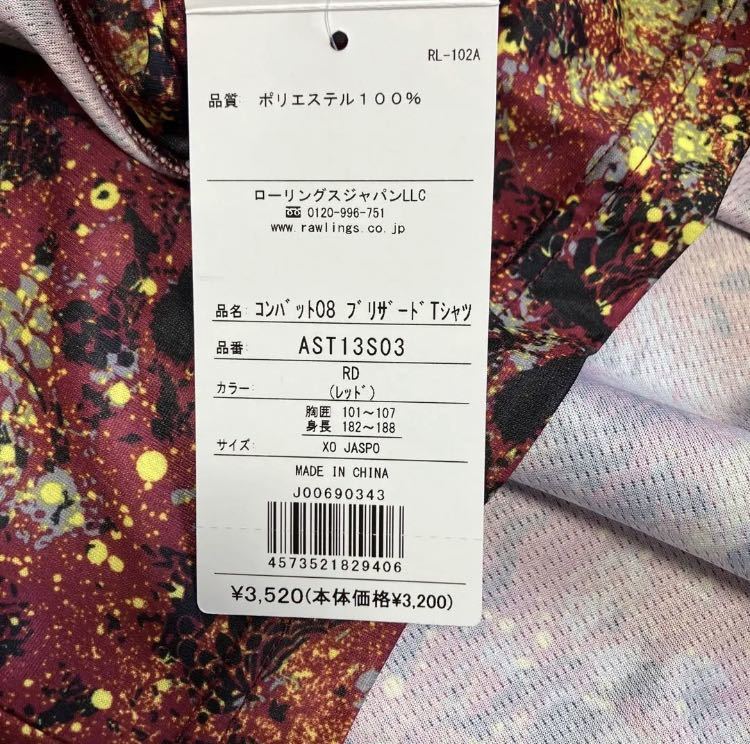 RL-102A
品質 ポリエステル100%
ローリングスジャパンLLC
0120-996-751
www.rawlings.co.jp
品名: コンバット08 ブリザードTシャツ
品番: AST13S03
カラー: RD
(レッド)
胸囲 101~107
身長 182~188
サイズ: XO JASPO
MADE IN CHINA
J00690343
4573521829406
¥3,520(本体価格¥3,200)